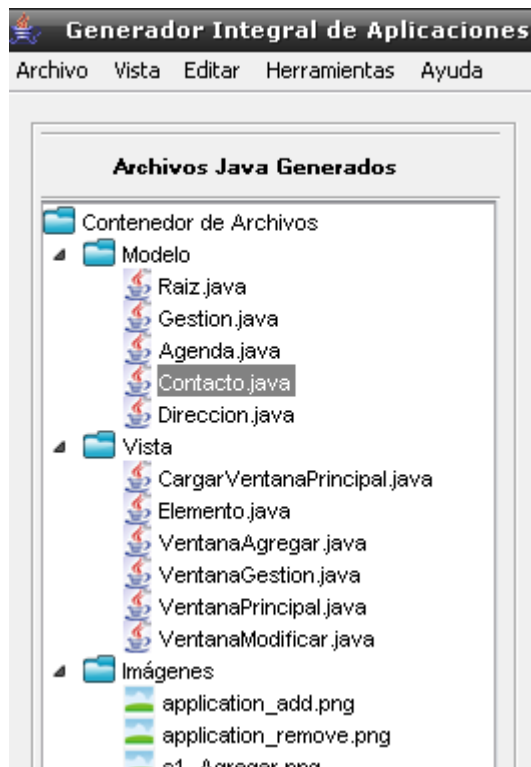 Generador Integral de Aplicaciones
Archivo Vista Editar Herramientas Ayuda
Archivos Java Generados
Contenedor de Archivos
Modelo
Raiz.java
Gestion.java
Agenda.java
Contacto.java
Direccion.java
Vista
CargarVentanaPrincipal.java
Elemento.java
VentanaAgregar.java
VentanaGestion.java
VentanaPrincipal.java
VentanaModificar.java
Imágenes
application_add.png
application_remove.png